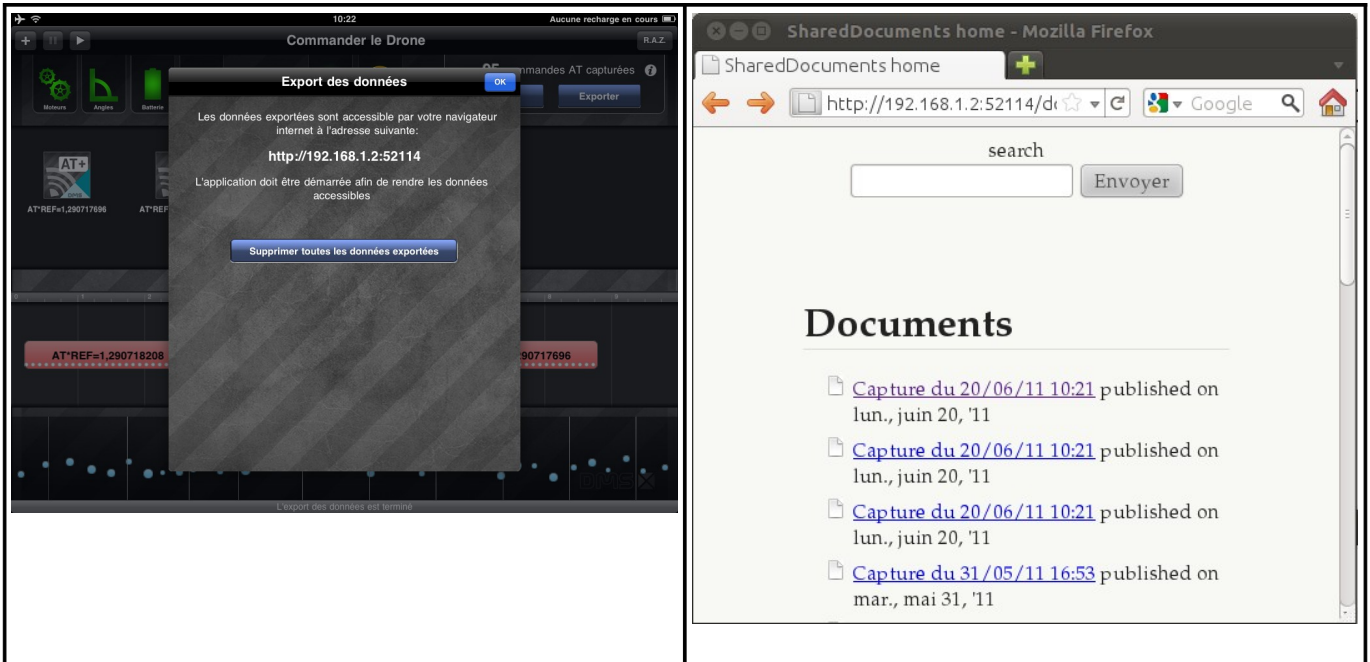 10:22
Aucune recharge en cours
Commander le Drone
R.A.Z.
mmandes AT capturées
Moteurs
Angles
Batterie
Exporter
Export des données
OK
Les données exportées sont accessible par votre navigateur
internet à l'adresse suivante:
http://192.168.1.2:52114
L'application doit être démarrée afin de rendre les données
accessibles
Supprimer toutes les données exportées
AT*REF=1,290717696
AT*REF
AT*REF=1,290718208
90717696
L'export des données est terminé
SharedDocuments home - Mozilla Firefox
SharedDocuments home
http://192.168.1.2:52114/d
Google
search
Envoyer
Documents
Capture du 20/06/11 10:21 published on
lun., juin 20, '11
Capture du 20/06/11 10:21 published on
lun., juin 20, '11
Capture du 20/06/11 10:21 published on
lun., juin 20, '11
Capture du 31/05/11 16:53 published on
mar., mai 31, '11